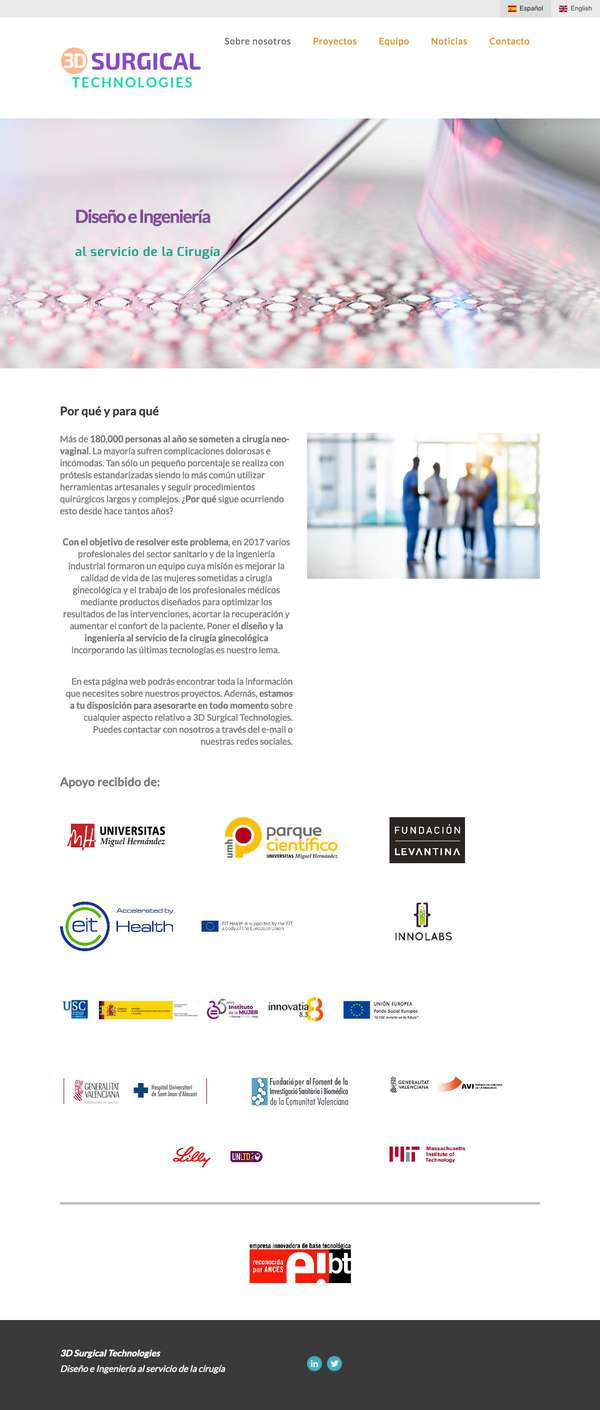 Español
English
Sobre nosotros
Proyectos
Equipo
Noticias
Contacto
3D SURGICAL
TECHNOLOGIES
Diseño e Ingeniería
al servicio de la Cirugía
Por qué y para qué
Más de 180.000 personas al año se someten a cirugía neo-
vaginal. La mayoría sufren complicaciones dolorosas e
incómodas. Tan sólo un pequeño porcentaje se realiza con
prótesis estandarizadas siendo lo más común utilizar
herramientas artesanales y seguir procedimientos
quirúrgicos largos y complejos. ¿Por qué sigue ocurriendo
esto desde hace tantos años?
Con el objetivo de resolver este problema, en 2017 varios
profesionales del sector sanitario y de la ingeniería
industrial formaron un equipo cuya misión es mejorar la
calidad de vida de las mujeres sometidas a cirugía
ginecológica y el trabajo de los profesionales médicos
mediante productos diseñados para optimizar los
resultados de las intervenciones, acortar la recuperación y
aumentar el confort de la paciente. Poner el diseño y la
ingeniería al servicio de la cirugía ginecológica
incorporando las últimas tecnologías es nuestro lema.
En esta página web podrás encontrar toda la información
que necesites sobre nuestros proyectos. Además, estamos
a tu disposición para asesorarte en todo momento sobre
cualquier aspecto relativo a 3D Surgical Technologies.
Puedes contactar con nosotros a través del e-mail o
nuestras redes sociales.
Apoyo recibido de:
UNIVERSITAS
Miguel Hernández
umh
parque
científico
UNIVERSITAS Miguel Hernández
FUNDACIÓN
LEVANTINA
eit
Accelerated by
Health
EIT Health is supported by the EIT,
a body of the European Union
INNOLABS
USC
35 años
Instituto
de la MUJER
innovatia
8.3
UNIÓN EUROPEA
Fondo Social Europeo
GENERALITAT
VALENCIANA
Hospital Universitari
de Sant Joan d'Alacant
Fundació per al Foment de la
Investigació Sanitària i Biomèdica
de la Comunitat Valenciana
GENERALITAT
VALENCIANA
AVI
Lilly
UNLTD
MIT
Massachusetts
Institute of
Technology
empresa innovadora de base tecnológica
reconocida
por ANCES
e!bt
3D Surgical Technologies
Diseño e Ingeniería al servicio de la cirugía
in